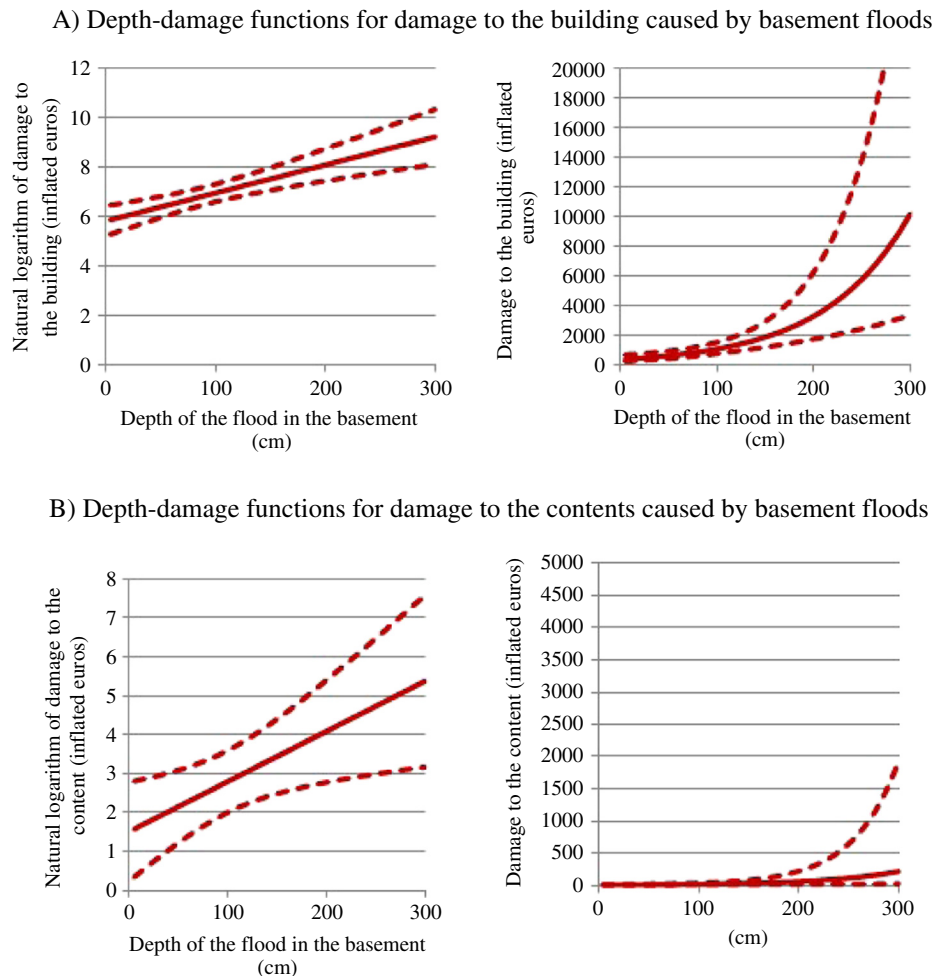 A) Depth-damage functions for damage to the building caused by basement floods
Natural logarithm of damage to
the building (inflated euros)
12
10
8
6
4
2
0
0 100 200 300
Depth of the flood in the basement
(cm)
Damage to the building (inflated
euros)
20000
18000
16000
14000
12000
10000
8000
6000
4000
2000
0
0 100 200 300
Depth of the flood in the basement
(cm)
B) Depth-damage functions for damage to the contents caused by basement floods
Natural logarithm of damage to the
content (inflated euros)
8
7
6
5
4
3
2
1
0
0 100 200 300
Depth of the flood in the basement
(cm)
Damage to the content (inflated euros)
5000
4500
4000
3500
3000
2500
2000
1500
1000
500
0
0 100 200 300
(cm)